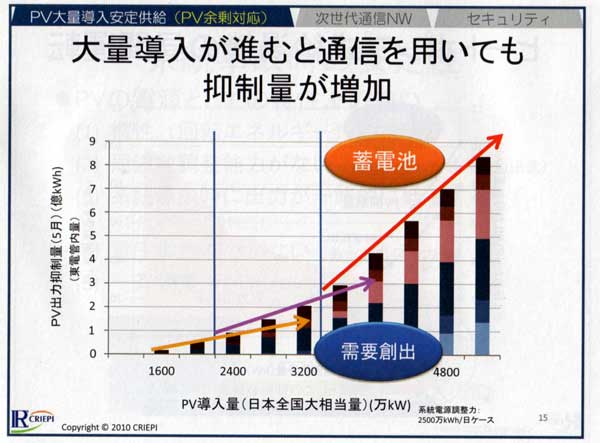 PV大量導入安定供給 (PV余剰対応)
次世代通信NW
セキュリティ
大量導入が進むと通信を用いても
抑制量が増加
PV出力抑制量(5月)(億kWh)
(東電管内量)
9
8
7
6
5
4
3
2
1
0
蓄電池
需要創出
1600
2400
3200
4800
PV導入量(日本全国大相当量)(万kW)
系統電源調整力:
2500万kWh/日ケース
15
R CRIEPI
Copyright © 2010 CRIEPI